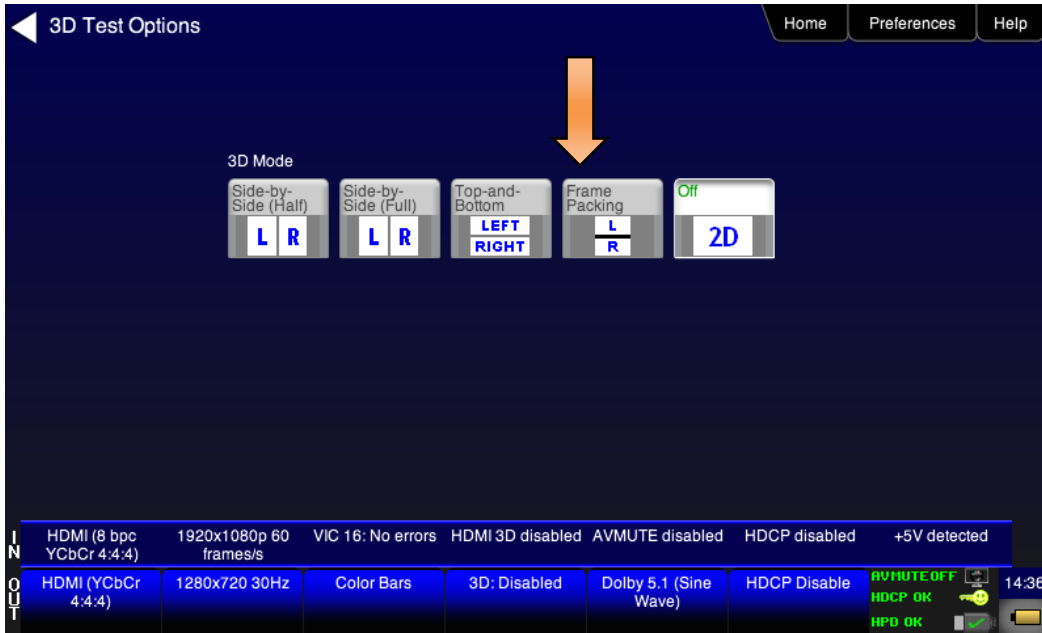 3D Test Options
Home
Preferences
Help
3D Mode
Side-by-
Side (Half)
L R
Side-by-
Side (Full)
L R
Top-and-
Bottom
LEFT
RIGHT
Frame
Packing
L
R
Off
2D
IN
HDMI (8 bpc
YCbCr 4:4:4)
1920x1080p 60
frames/s
VIC 16: No errors
HDMI 3D disabled
AVMUTE disabled
HDCP disabled
+5V detected
OUT
HDMI (YCbCr
4:4:4)
1280x720 30Hz
Color Bars
3D: Disabled
Dolby 5.1 (Sine
Wave)
HDCP Disable
AVMUTE OFF
HDCP OK
HPD OK
14:36